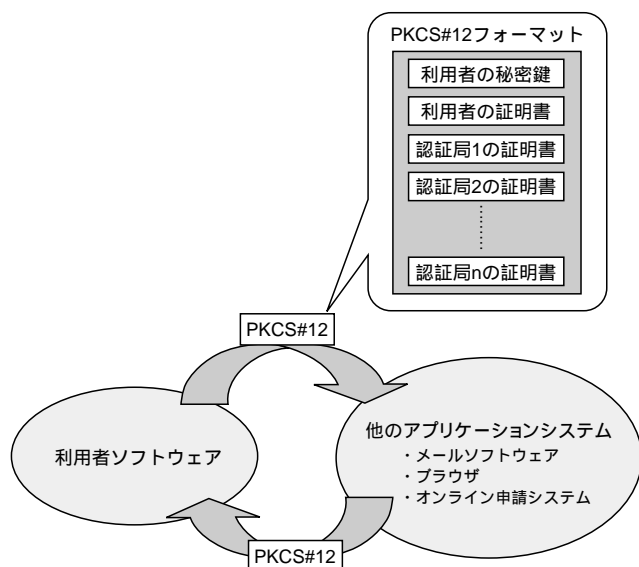 PKCS#12フォーマット
利用者の秘密鍵
利用者の証明書
認証局1の証明書
認証局2の証明書
認証局nの証明書
PKCS#12
利用者ソフトウェア
他のアプリケーションシステム
・メールソフトウェア
・ブラウザ
・オンライン申請システム
PKCS#12